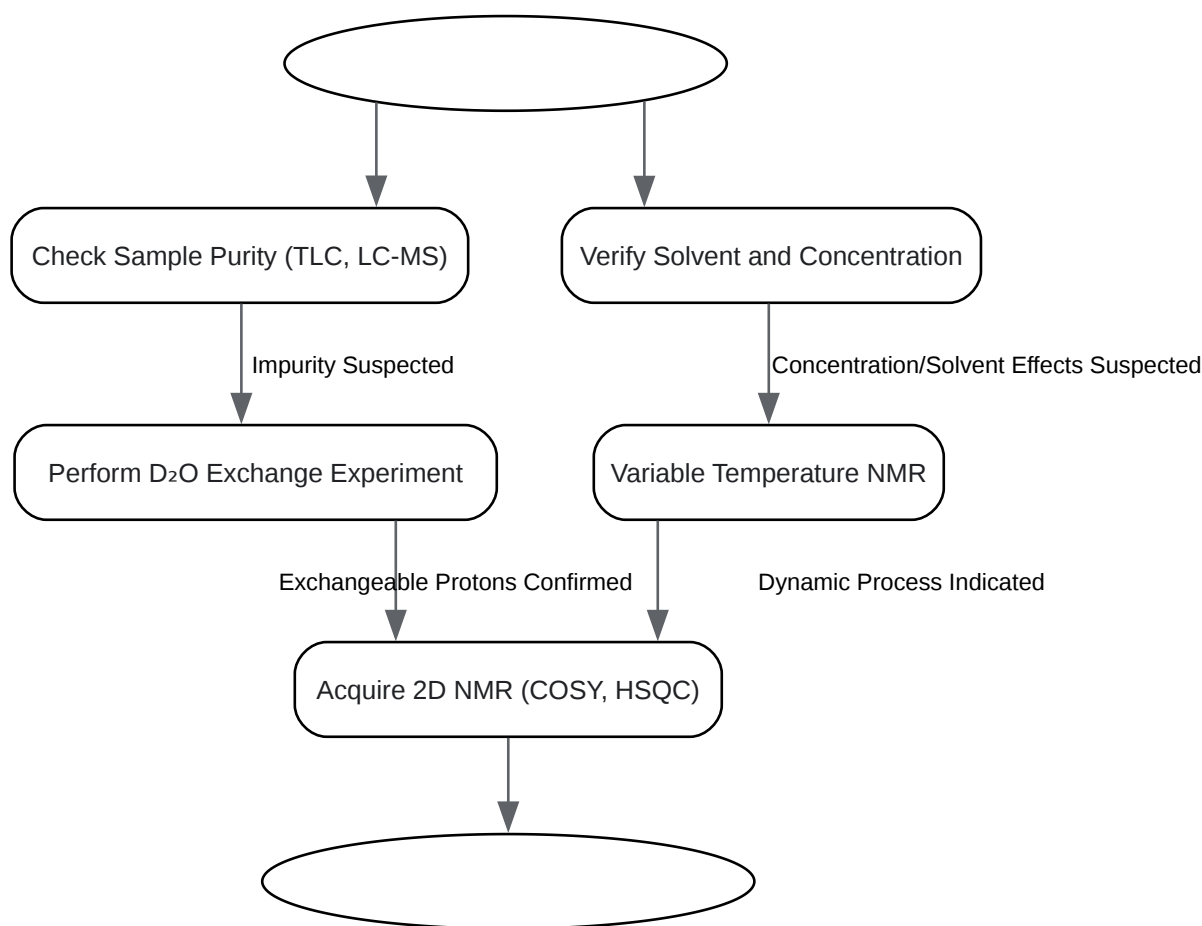 Check Sample Purity (TLC, LC-MS)
Verify Solvent and Concentration
Impurity Suspected
Concentration/Solvent Effects Suspected
Perform D₂O Exchange Experiment
Variable Temperature NMR
Exchangeable Protons Confirmed
Dynamic Process Indicated
Acquire 2D NMR (COSY, HSQC)